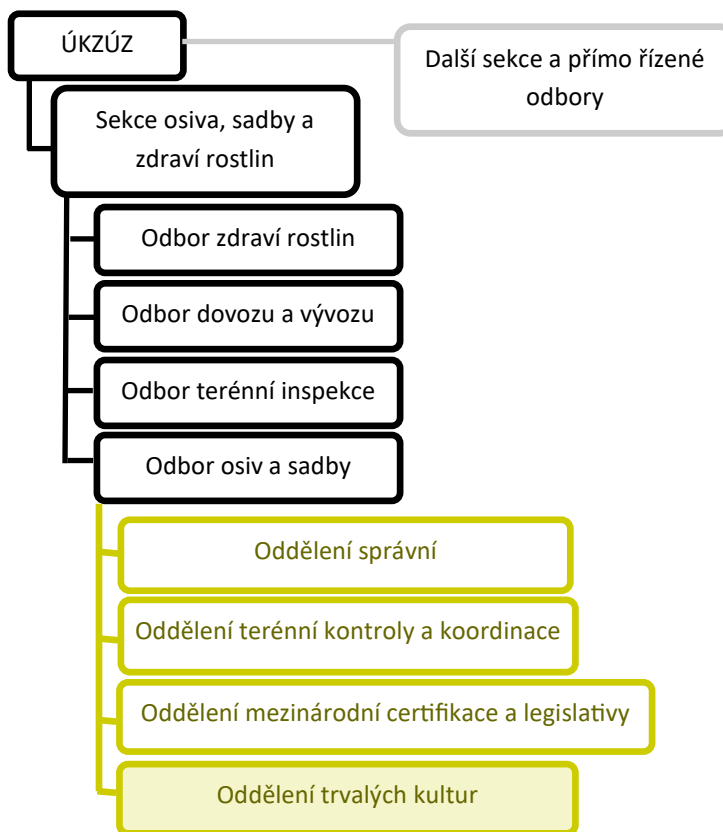 ÚKZÚZ
Další sekce a přímo řízené
odbory
Sekce osiva, sadby a
zdraví rostlin
Odbor zdraví rostlin
Odbor dovozu a vývozu
Odbor terénní inspekce
Odbor osiv a sadby
Oddělení správní
Oddělení terénní kontroly a koordinace
Oddělení mezinárodní certifikace a legislativy
Oddělení trvalých kultur